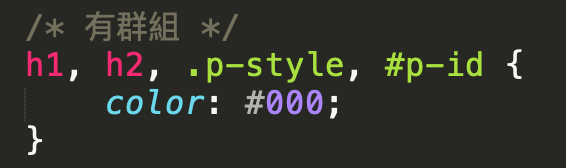 /* 有群組 */
h1, h2, .p-style, #p-id {
    color: #000;
}